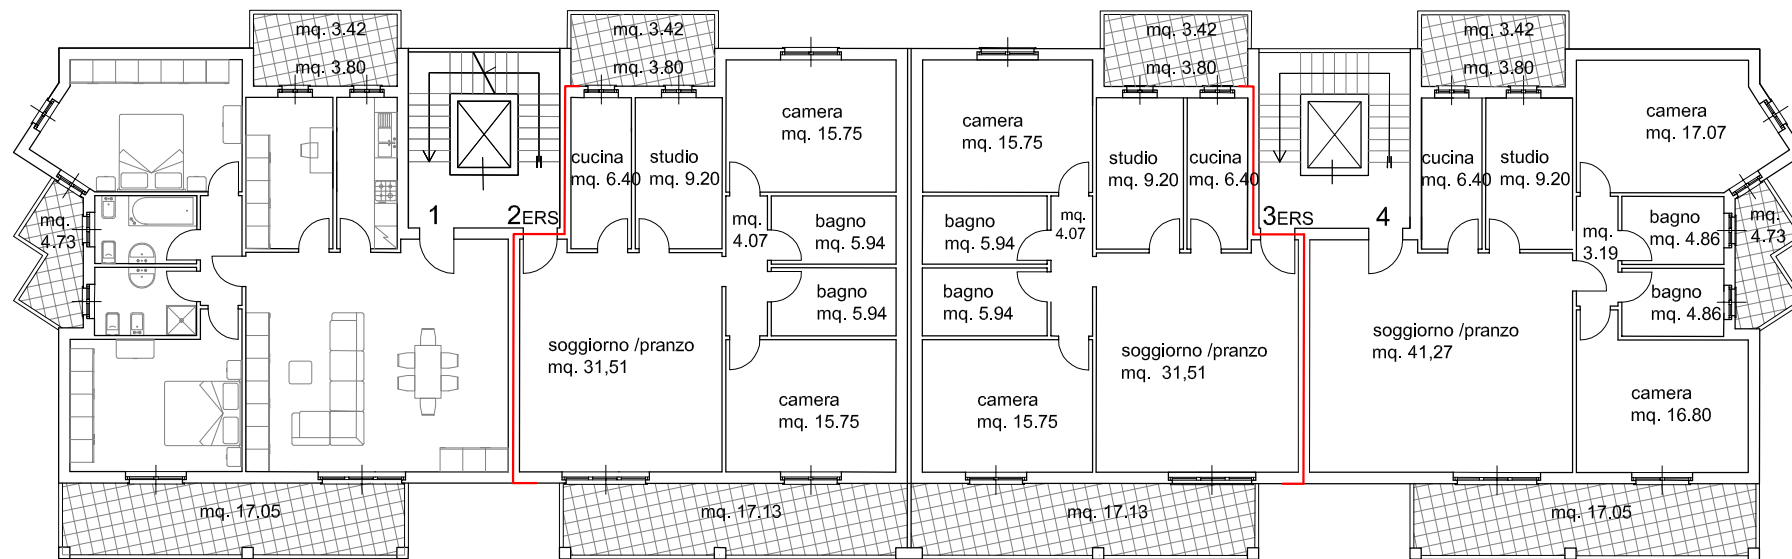 mq. 3.42
mq. 3.80
mq. 3.42
mq. 3.80
mq. 3.42
mq. 3.80
mq. 3.42
mq. 3.80
camera
mq. 15.75
camera
mq. 15.75
camera
mq. 17.07
cucina
mq. 6.40
studio
mq. 9.20
studio
mq. 9.20
cucina
mq. 6.40
cucina
mq. 6.40
studio
mq. 9.20
mq.
4.73
1
2ERS
mq.
4.07
bagno
mq. 5.94
bagno
mq. 5.94
mq.
4.07
3ERS
4
mq.
3.19
bagno
mq. 4.86
mq.
4.73
bagno
mq. 5.94
bagno
mq. 5.94
bagno
mq. 4.86
soggiorno /pranzo
mq. 31,51
soggiorno /pranzo
mq. 31,51
soggiorno /pranzo
mq. 41,27
camera
mq. 15.75
camera
mq. 15.75
camera
mq. 16.80
mq. 17.05
mq. 17.13
mq. 17.13
mq. 17.05